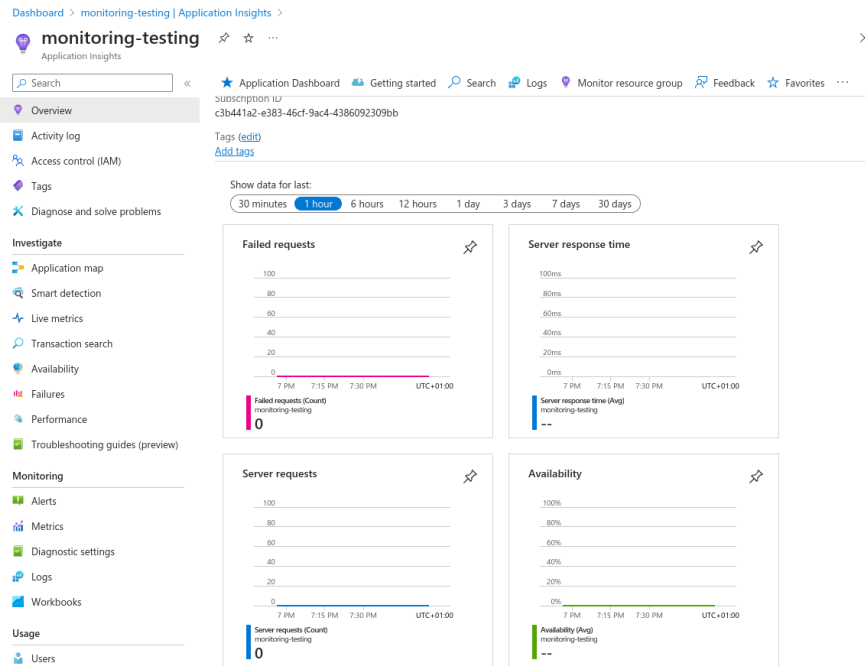 Dashboard > monitoring-testing | Application Insights >
monitoring-testing
Application Insights
Search
«
Application Dashboard Getting started Search Logs Monitor resource group Feedback Favorites ...
Overview
Activity log
Access control (IAM)
Tags
Diagnose and solve problems
Investigate
Application map
Smart detection
Live metrics
Transaction search
Availability
Failures
Performance
Troubleshooting guides (preview)
Monitoring
Alerts
Metrics
Diagnostic settings
Logs
Workbooks
Usage
Users
Subscription ID
c3b441a2-e383-46cf-9ac4-4386092309bb
Tags (edit)
Add tags
Show data for last:
30 minutes 1 hour 6 hours 12 hours 1 day 3 days 7 days 30 days
Failed requests
100
80
60
40
20
0
7 PM 7:15 PM 7:30 PM UTC+01:00
Failed requests (Count)
monitoring-testing
0
Server response time
100ms
80ms
60ms
40ms
20ms
0ms
7 PM 7:15 PM 7:30 PM UTC+01:00
Server response time (Avg)
monitoring-testing
--
Server requests
100
80
60
40
20
0
7 PM 7:15 PM 7:30 PM UTC+01:00
Server requests (Count)
monitoring-testing
0
Availability
100%
80%
60%
40%
20%
0%
7 PM 7:15 PM 7:30 PM UTC+01:00
Availability (Avg)
monitoring-testing
--